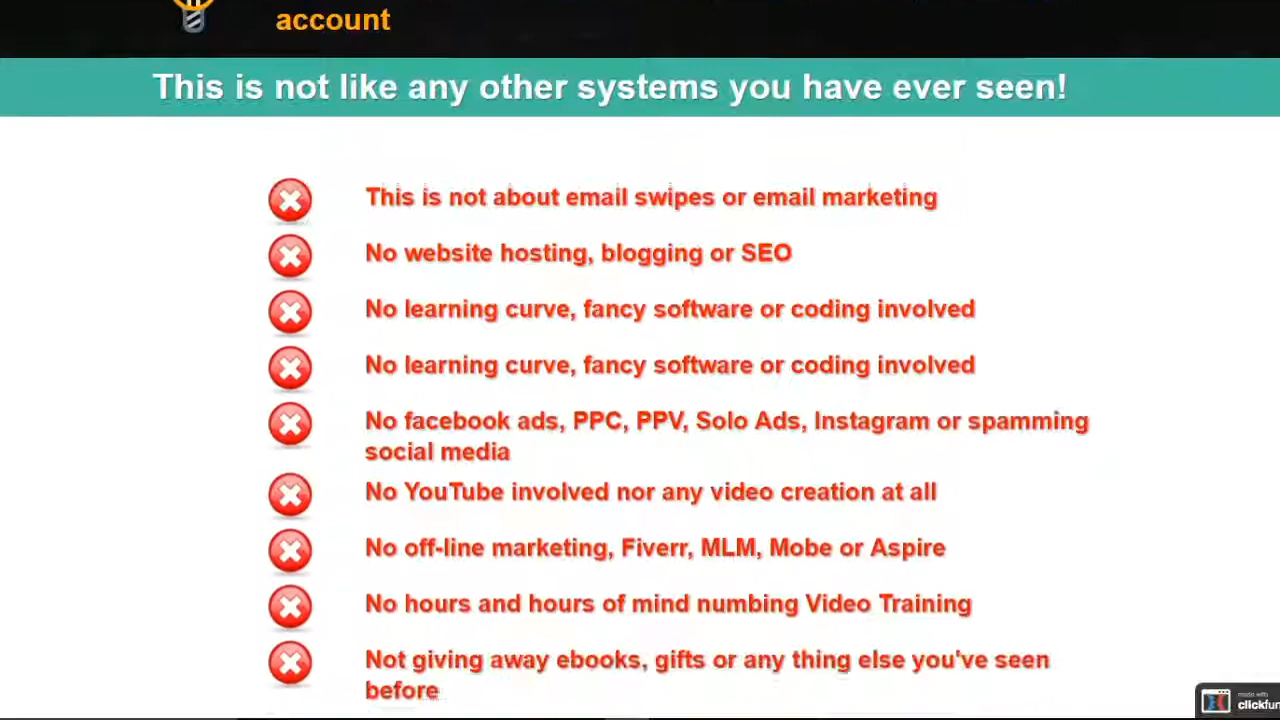 account
This is not like any other systems you have ever seen!
This is not about email swipes or email marketing
No website hosting, blogging or SEO
No learning curve, fancy software or coding involved
No learning curve, fancy software or coding involved
No facebook ads, PPC, PPV, Solo Ads, Instagram or spamming
social media
No YouTube involved nor any video creation at all
No off-line marketing, Fiverr, MLM, Mobe or Aspire
No hours and hours of mind numbing Video Training
Not giving away ebooks, gifts or any thing else you've seen
before
made with
clickfun